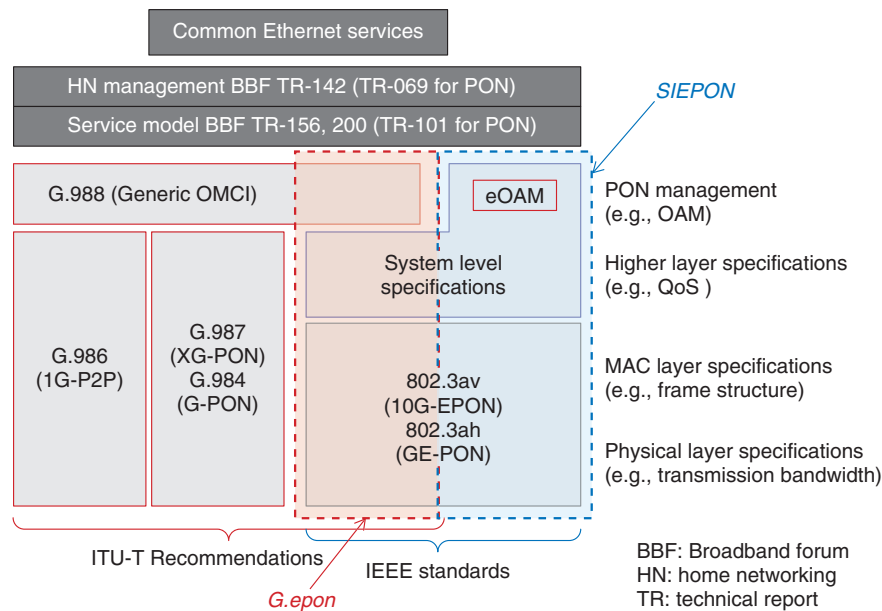 Common Ethernet services
HN management BBF TR-142 (TR-069 for PON)
SIEPON
Service model BBF TR-156, 200 (TR-101 for PON)
G.988 (Generic OMCI)
eOAM
PON management
(e.g., OAM)
System level
specifications
Higher layer specifications
(e.g., QoS )
G.986
(1G-P2P)
G.987
(XG-PON)
G.984
(G-PON)
802.3av
(10G-EPON)
802.3ah
(GE-PON)
MAC layer specifications
(e.g., frame structure)
Physical layer specifications
(e.g., transmission bandwidth)
ITU-T Recommendations
IEEE standards
G.epon
BBF: Broadband forum
HN: home networking
TR: technical report